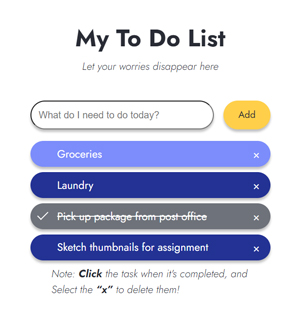 My To Do List
Let your worries disappear here
What do I need to do today?
Add
Groceries ×
Laundry ×
Pick up package from post office ×
Sketch thumbnails for assignment ×
Note: Click the task when it's completed, and
Select the “x” to delete them!